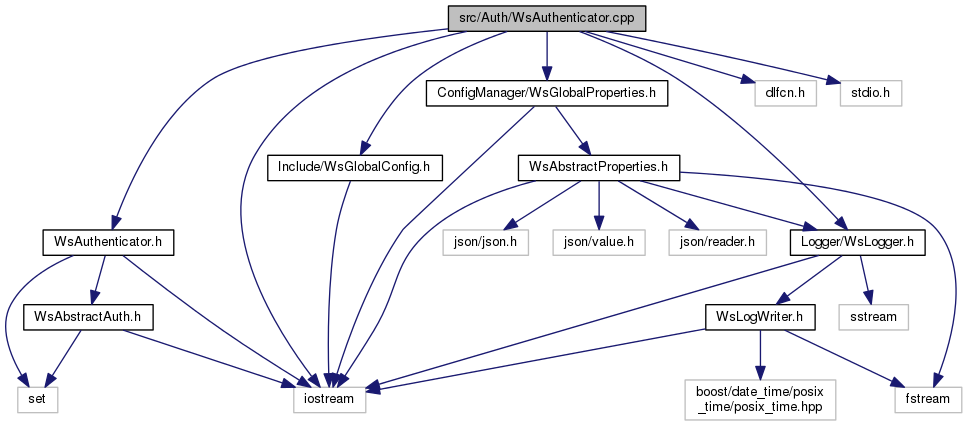 src/Auth/WsAuthenticator.cpp
ConfigManager/WsGlobalProperties.h
dlfcn.h
stdio.h
Include/WsGlobalConfig.h
WsAbstractProperties.h
WsAuthenticator.h
json/json.h
json/value.h
json/reader.h
Logger/WsLogger.h
WsAbstractAuth.h
WsLogWriter.h
sstream
set
iostream
boost/date_time/posix
_time/posix_time.hpp
fstream